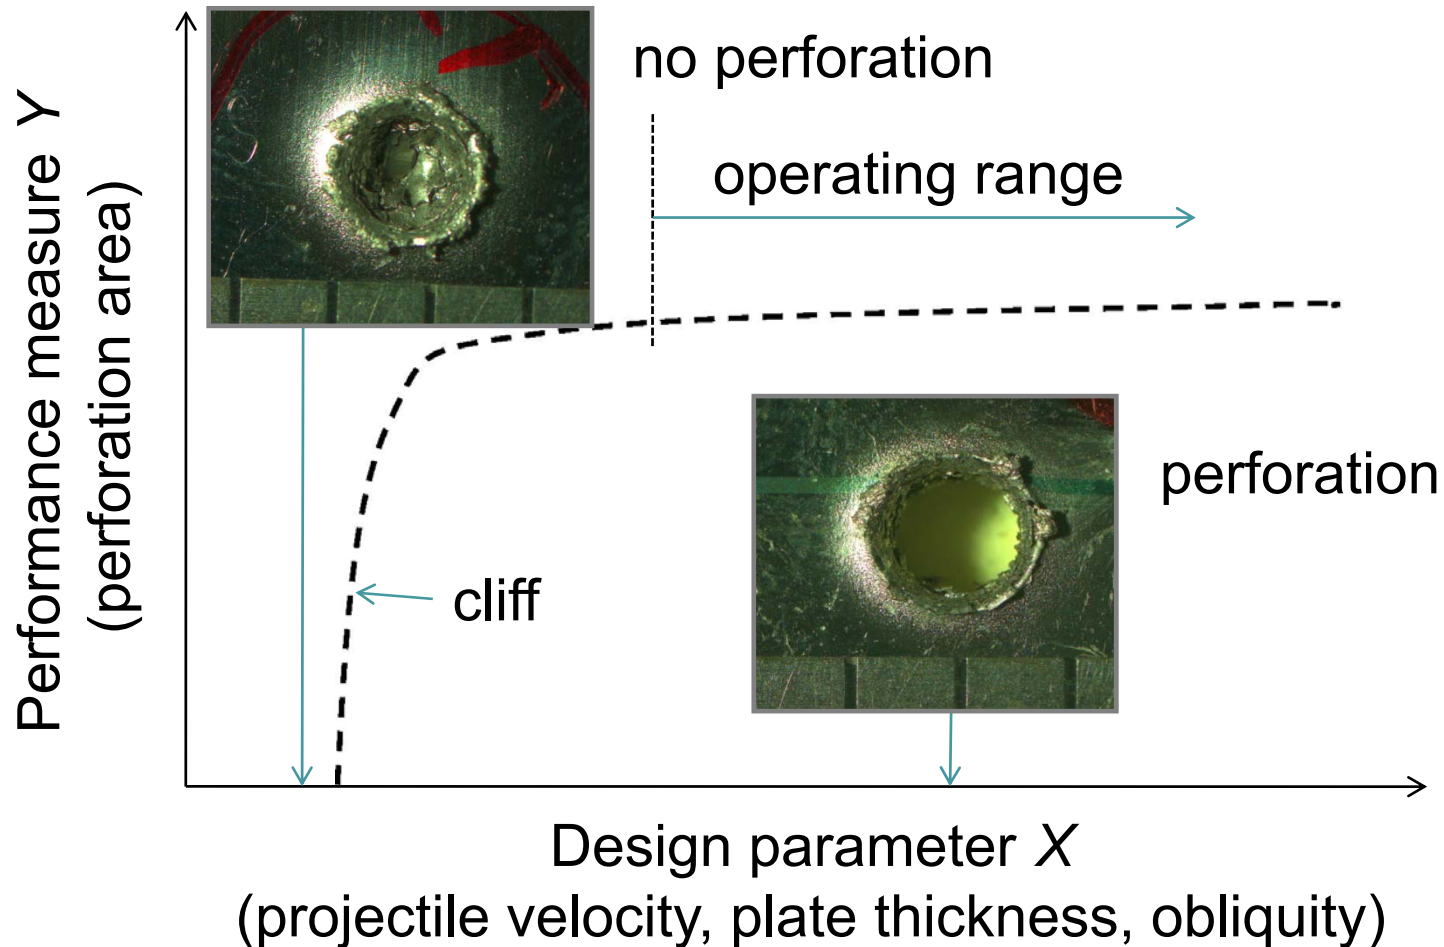 Performance measure Y
(perforation area)
no perforation
operating range
perforation
cliff
Design parameter X
(projectile velocity, plate thickness, obliquity)